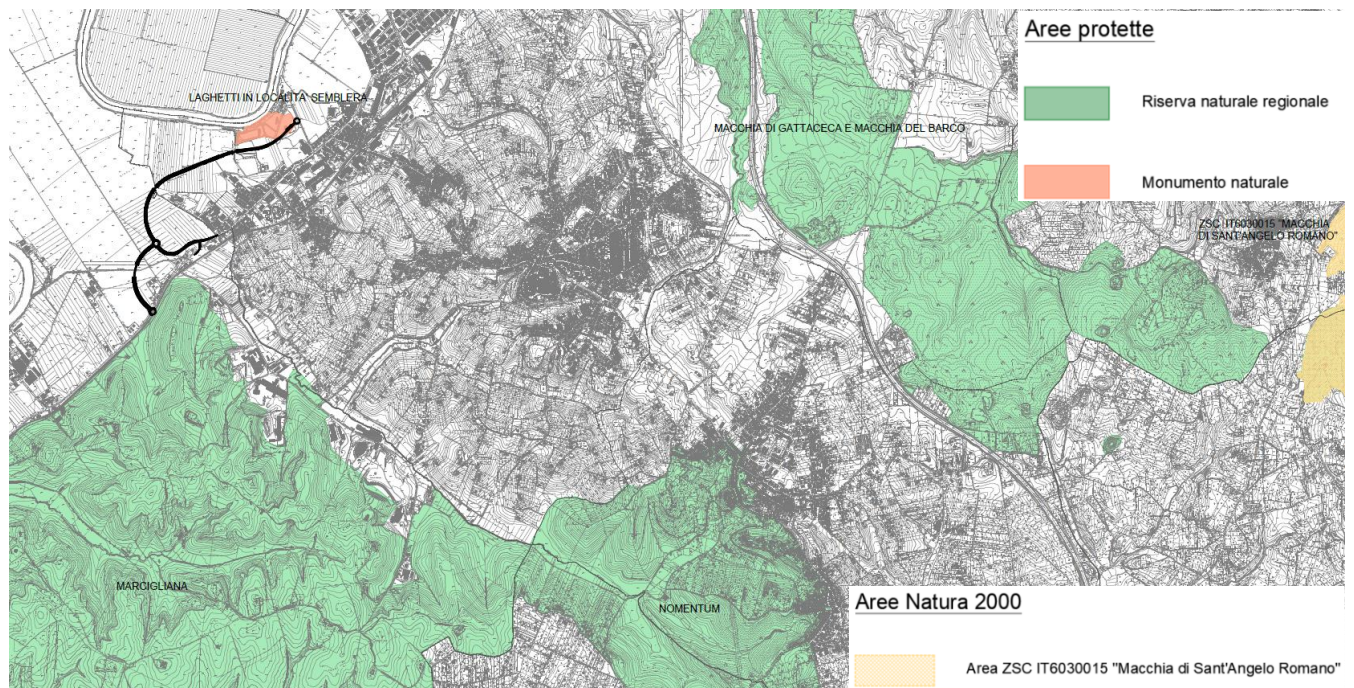 Aree protette
Riserva naturale regionale
Monumento naturale
LAGHETTI IN LOCALITA' SEMBLERA
MACCHIA DI GATTACECA E MACCHIA DEL BARCO
ZSC IT6030015 "MACCHIA
DI SANT'ANGELO ROMANO"
MARCIGLIANA
NOMENTUM
Aree Natura 2000
Area ZSC IT6030015 "Macchia di Sant'Angelo Romano"